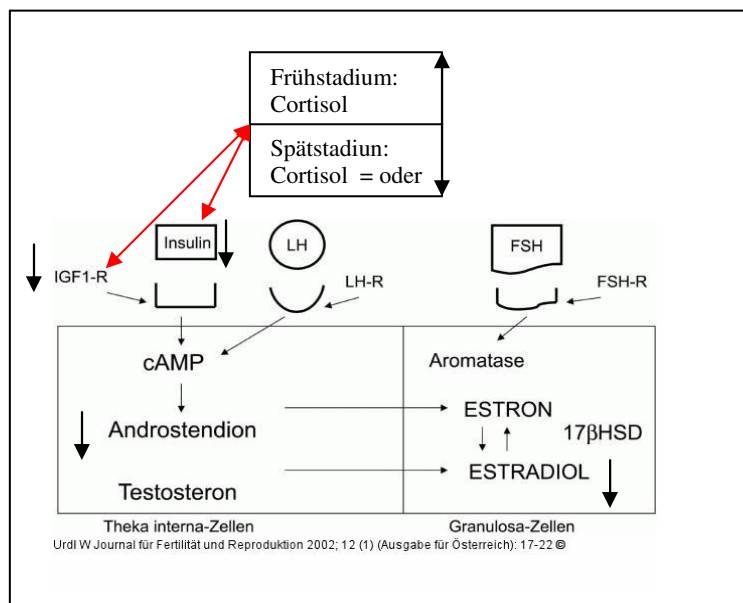 Frühstadium:
Cortisol
Spätstadiun:
Cortisol = oder
Insulin
LH
FSH
IGF1-R
LH-R
FSH-R
cAMP
Aromatase
Androstendion
ESTRON
17βHSD
Testosteron
ESTRADIOL
Theka interna-Zellen
Granulosa-Zellen
Urdl W Journal für Fertilität und Reproduktion 2002; 12 (1) (Ausgabe für Österreich): 17-22 ©